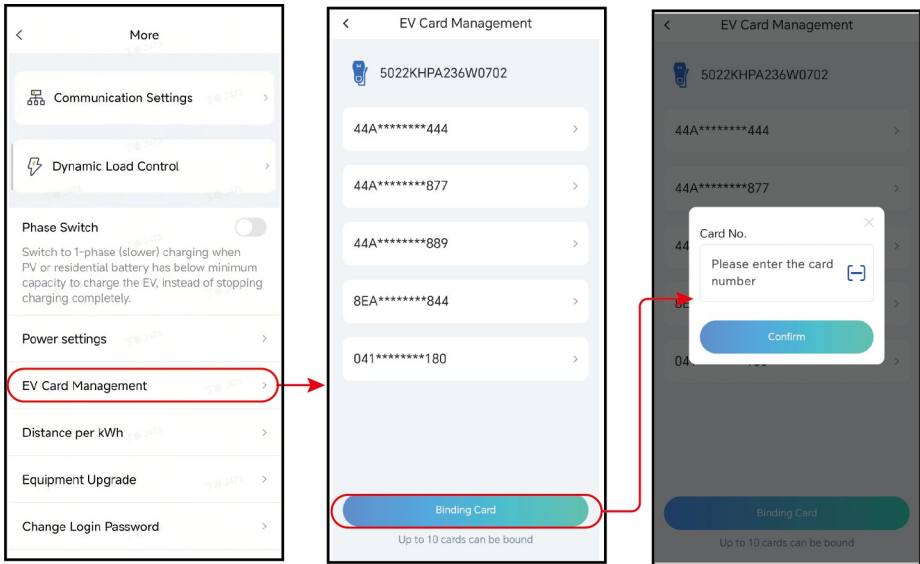 More
Communication Settings
Dynamic Load Control
Phase Switch
Switch to 1-phase (slower) charging when
PV or residential battery has below minimum
capacity to charge the EV, instead of stopping
charging completely.
Power settings
EV Card Management
Distance per kWh
Equipment Upgrade
Change Login Password
EV Card Management
5022KHPA236W0702
44A********444
44A********877
44A********889
8EA********844
041********180
Binding Card
Up to 10 cards can be bound
EV Card Management
5022KHPA236W0702
44A********444
44A********877
Card No.
44
Please enter the card
number
8E
Confirm
Binding Card
Up to 10 cards can be bound